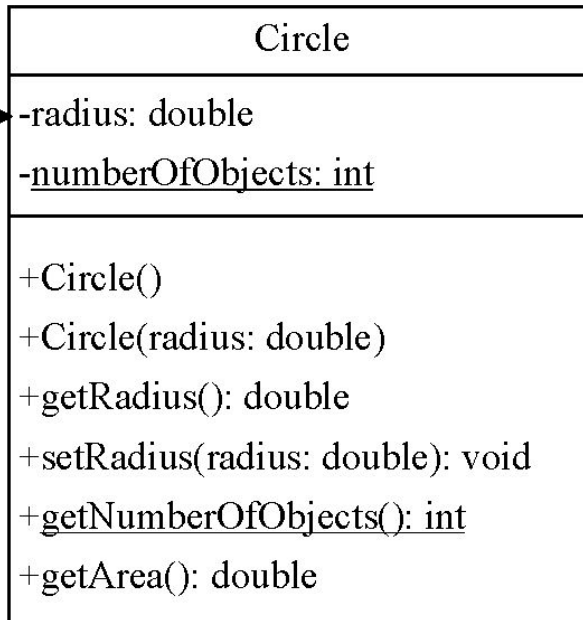 Circle
-radius: double
-numberOfObjects: int
+Circle()
+Circle(radius: double)
+getRadius(): double
+setRadius(radius: double): void
+getNumberOfObjects(): int
+getArea(): double